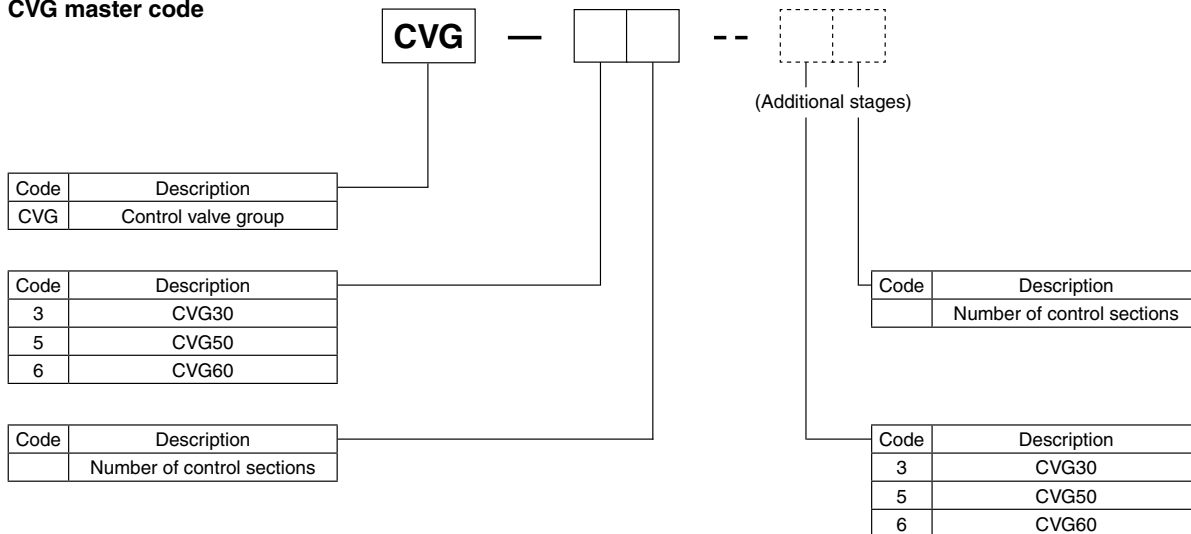 CVG master code
CVG — --
(Additional stages)
Code Description
CVG Control valve group
Code Description
3 CVG30
5 CVG50
6 CVG60
Code Description
Number of control sections
Code Description
Number of control sections
Code Description
3 CVG30
5 CVG50
6 CVG60